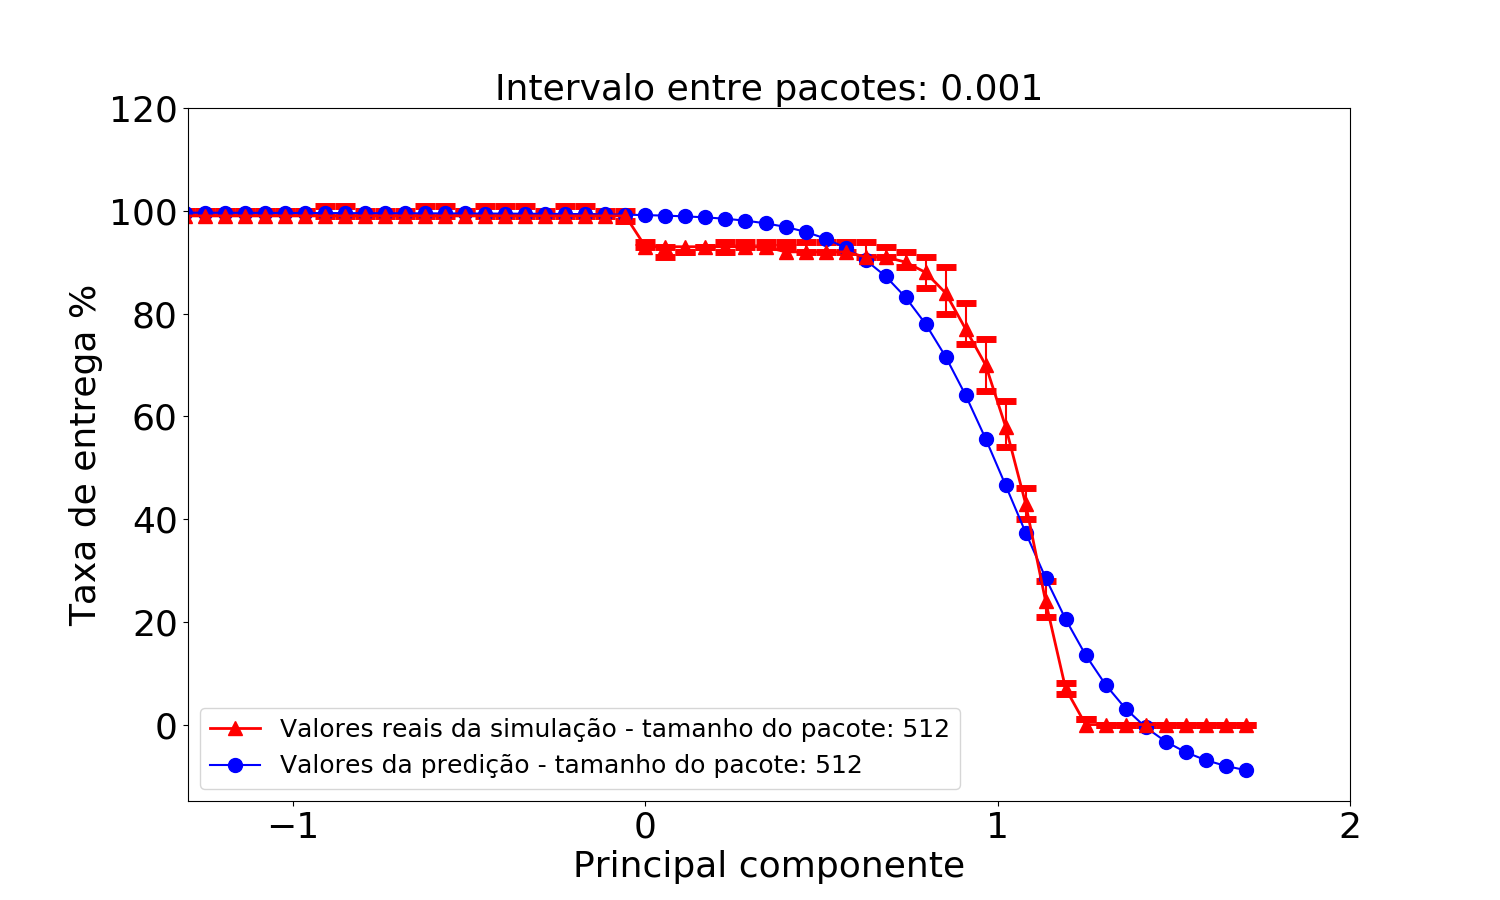 Intervalo entre pacotes: 0.001
120
100
80
60
40
20
0
Taxa de entrega %
Valores reais da simulação - tamanho do pacote: 512
Valores da predição - tamanho do pacote: 512
−1 0 1 2
Principal componente